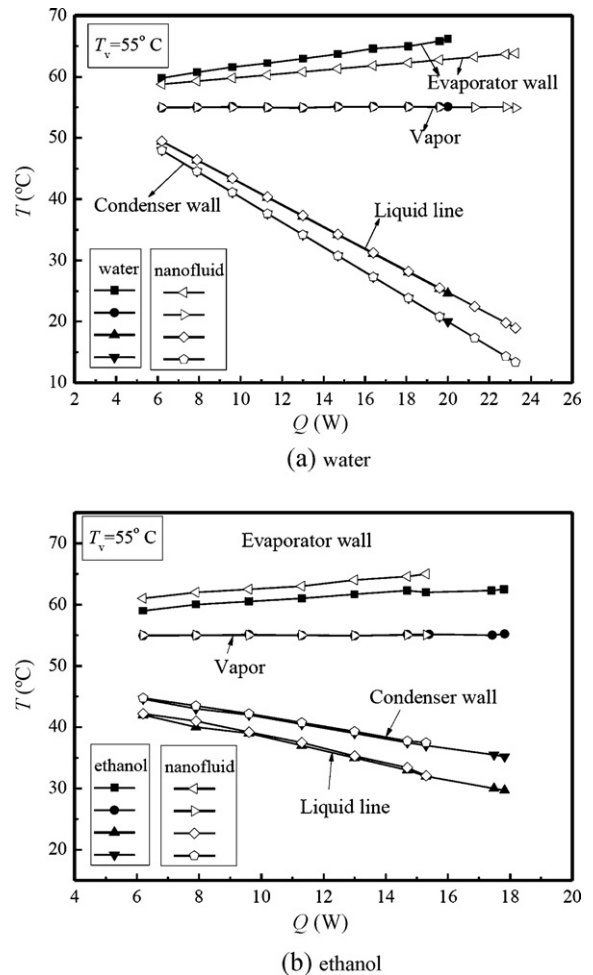 T (ºC)
70
60
50
40
30
20
10
Tv=55° C
Evaporator wall
Vapor
Condenser wall
Liquid line
water
nanofluid
4 6 8 10 12 14 16 18 20 22 24 26
Q (W)
(a) water
T (ºC)
70
60
50
40
30
20
Tv=55° C
Evaporator wall
Vapor
Condenser wall
Liquid line
ethanol
nanofluid
4 6 8 10 12 14 16 18 20
Q (W)
(b) ethanol